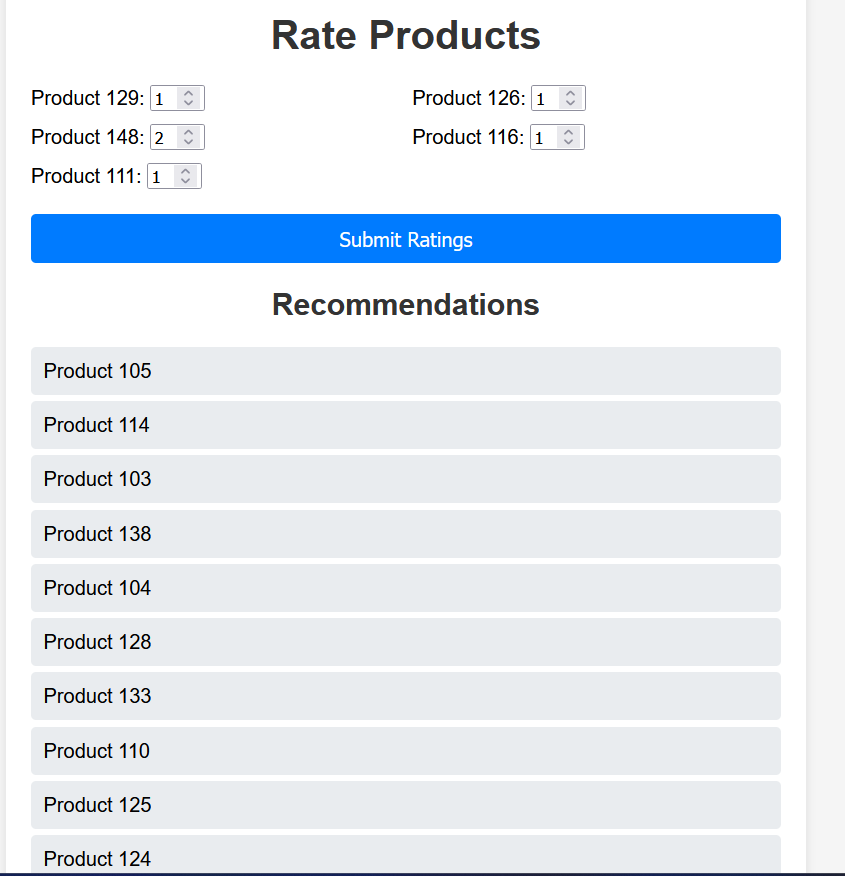 Rate Products
Product 129: 1 Product 126: 1
Product 148: 2 Product 116: 1
Product 111: 1
Submit Ratings
Recommendations
Product 105
Product 114
Product 103
Product 138
Product 104
Product 128
Product 133
Product 110
Product 125
Product 124